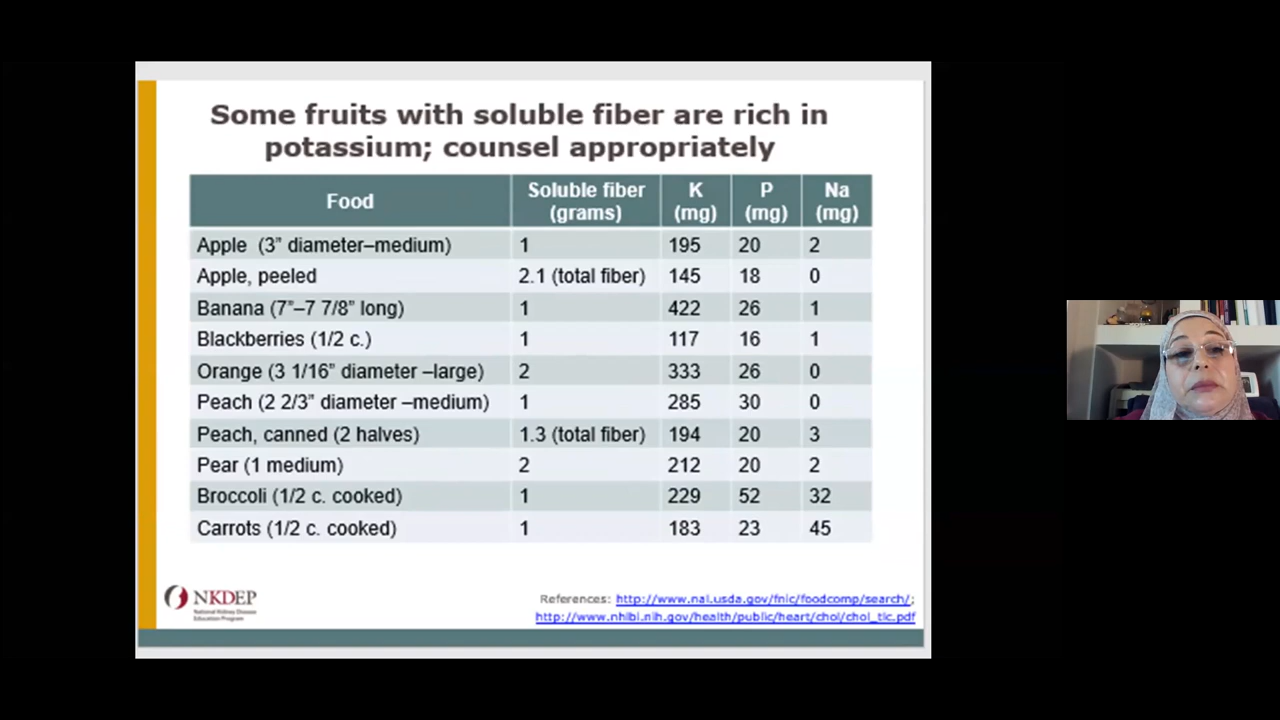 Some fruits with soluble fiber are rich in
potassium; counsel appropriately
Food Soluble fiber (grams) K (mg) P (mg) Na (mg)
Apple (3” diameter–medium) 1 195 20 2
Apple, peeled 2.1 (total fiber) 145 18 0
Banana (7”–7 7/8” long) 1 422 26 1
Blackberries (1/2 c.) 1 117 16 1
Orange (3 1/16” diameter –large) 2 333 26 0
Peach (2 2/3” diameter –medium) 1 285 30 0
Peach, canned (2 halves) 1.3 (total fiber) 194 20 3
Pear (1 medium) 2 212 20 2
Broccoli (1/2 c. cooked) 1 229 52 32
Carrots (1/2 c. cooked) 1 183 23 45
NKDEP
National Kidney Disease
Education Program
References: http://www.nal.usda.gov/fnic/foodcomp/search/;
http://www.nhlbi.nih.gov/health/public/heart/chol/chol_tlc.pdf